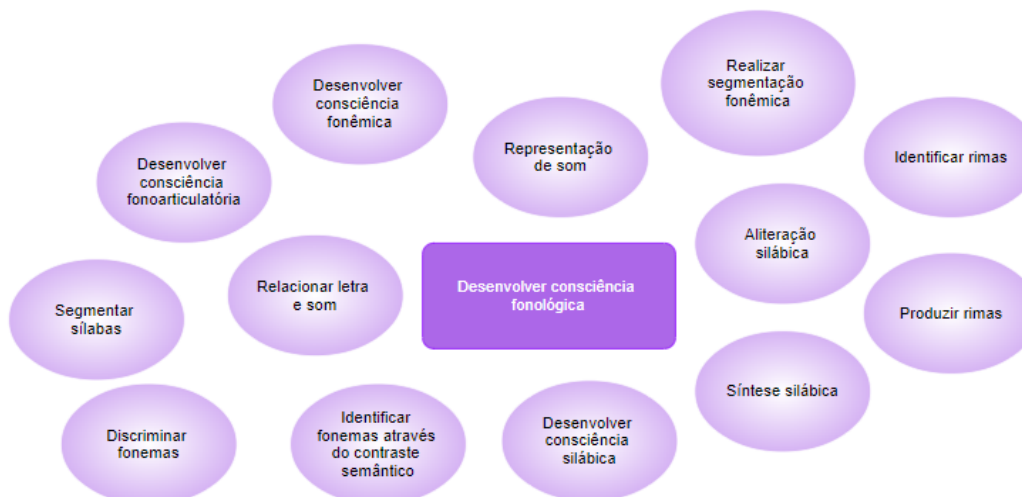 Desenvolver
consciência
fonêmica
Realizar
segmentação
fonêmica
Representação
de som
Identificar rimas
Desenvolver
consciência
fonoarticulatória
Aliteração
silábica
Relacionar letra
e som
Desenvolver consciência
fonológica
Segmentar
sílabas
Produzir rimas
Síntese silábica
Discriminar
fonemas
Identificar
fonemas através
do contraste
semântico
Desenvolver
consciência
silábica